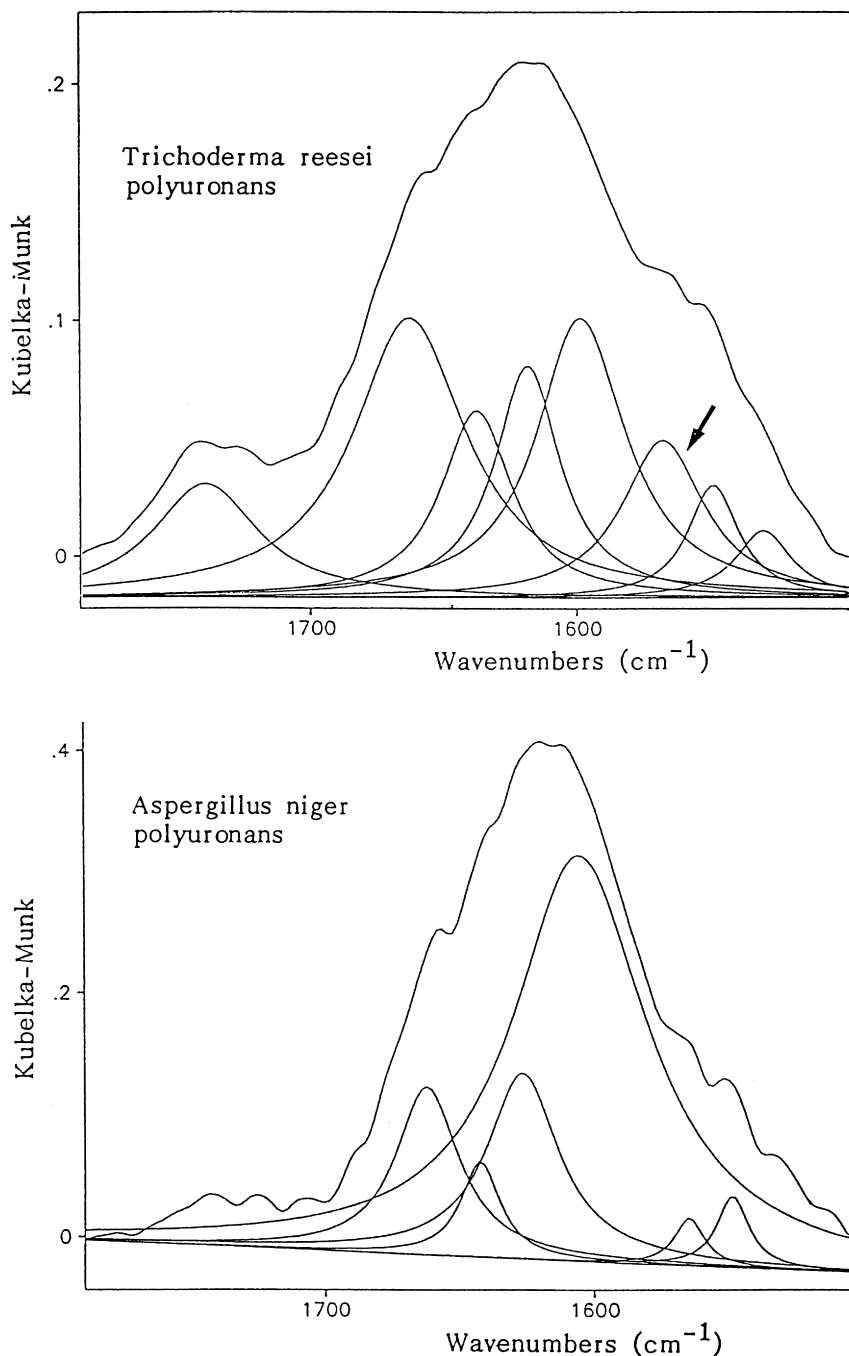 .2
Trichoderma reesei
polyuronans
Kubelka-Munk
.1
0
1700
1600
Wavenumbers (cm-1)
.4
Aspergillus niger
polyuronans
Kubelka-Munk
.2
0
1700
1600
Wavenumbers (cm-1)